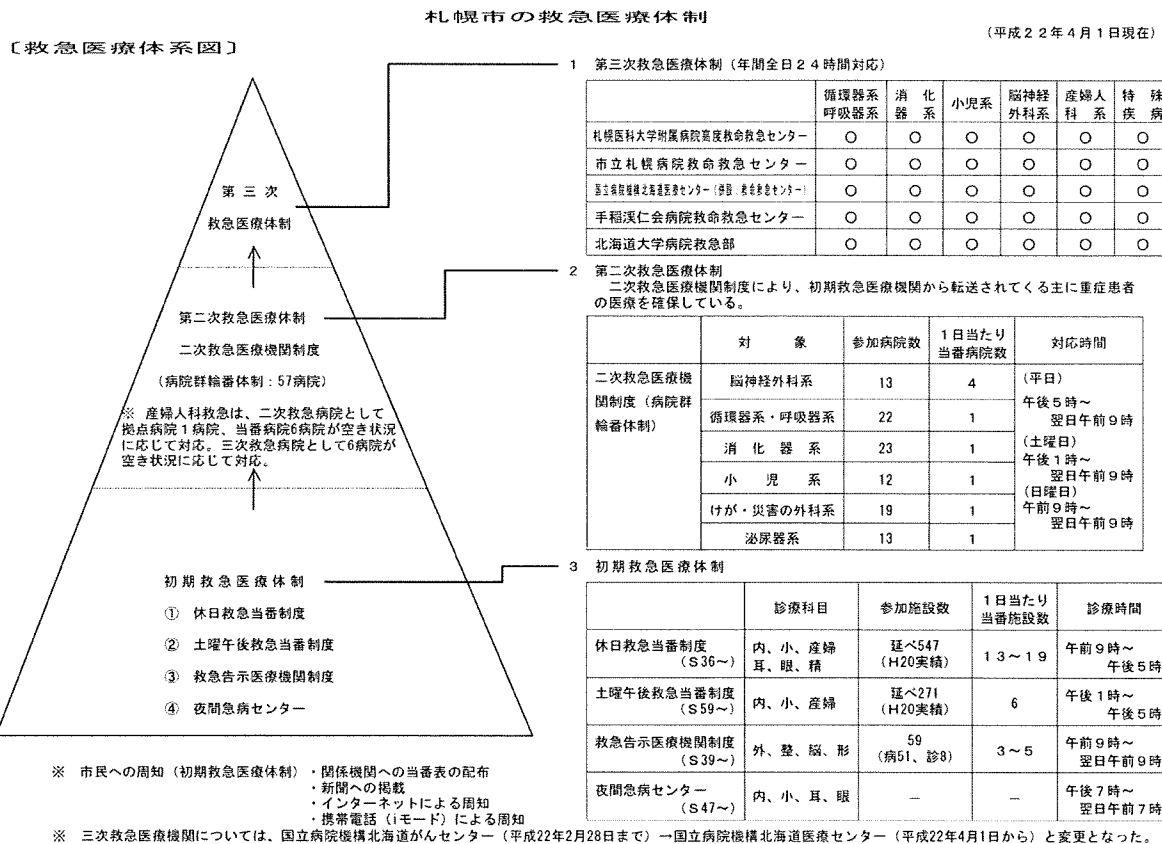 札幌市の救急医療体制
(平成22年4月1日現在)
〔救急医療体系図〕
第三次
救急医療体制
第二次救急医療体制
二次救急医療機関制度
(病院群輪番体制:57病院)
※ 産婦人科救急は、二次救急病院として
拠点病院1病院、当番病院6病院が空き状況
に応じて対応。三次救急病院として6病院が
空き状況に応じて対応。
初期救急医療体制
① 休日救急当番制度
② 土曜午後救急当番制度
③ 救急告示医療機関制度
④ 夜間急病センター
1 第三次救急医療体制(年間全日24時間対応)
循環器系呼吸器系 消化器系 小児系 脳神経外科系 産婦人科系 特殊疾病
札幌医科大学附属病院高度救命救急センター ○ ○ ○ ○ ○ ○
市立札幌病院救命救急センター ○ ○ ○ ○ ○ ○
国立病院機構北海道医療センター(併設:救命救急センター) ○ ○ ○ ○ ○ ○
手稲渓仁会病院救命救急センター ○ ○ ○ ○ ○ ○
北海道大学病院救急部 ○ ○ ○ ○ ○ ○
2 第二次救急医療体制
二次救急医療機関制度により、初期救急医療機関から転送されてくる主に重症患者
の医療を確保している。
対象 参加病院数 1日当たり当番病院数 対応時間
二次救急医療機
関制度(病院群
輪番体制)
脳神経外科系 13 4
循環器系・呼吸器系 22 1
消化器系 23 1
小児系 12 1
けが・災害の外科系 19 1
泌尿器系 13 1
(平日)
午後5時~
翌日午前9時
(土曜日)
午後1時~
翌日午前9時
(日曜日)
午前9時~
翌日午前9時
3 初期救急医療体制
診療科目 参加施設数 1日当たり当番施設数 診療時間
休日救急当番制度 内、小、産婦 延べ547 13~19 午前9時~
(S36~) 耳、眼、精 (H20実績) 午後5時
土曜午後救急当番制度 内、小、産婦 延べ271 6 午後1時~
(S59~) (H20実績) 午後5時
救急告示医療機関制度 外、整、脳、形 59 3~5 午前9時~
(S39~) (病51、診8) 翌日午前9時
夜間急病センター 内、小、耳、眼 - - 午後7時~
(S47~) 翌日午前7時
※ 市民への周知(初期救急医療体制)・関係機関への当番表の配布
・新聞への掲載
・インターネットによる周知
・携帯電話(iモード)による周知
※ 三次救急医療機関については、国立病院機構北海道がんセンター(平成22年2月28日まで)→国立病院機構北海道医療センター(平成22年4月1日から)と変更となった。